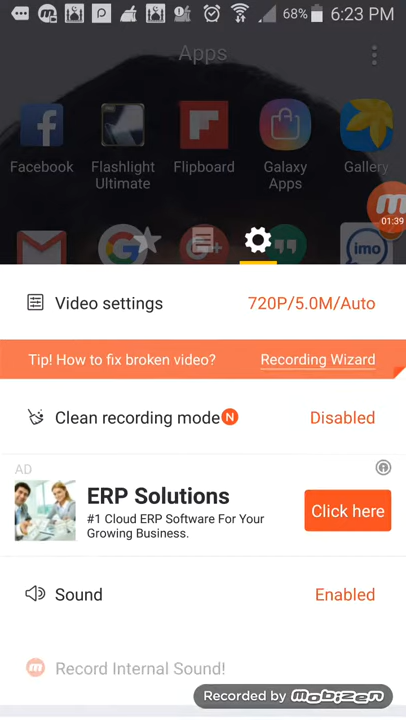 68% 6:23 PM
Apps
Facebook
Flashlight
Ultimate
Flipboard
Galaxy
Apps
Gallery
01:39
imo
Video settings 720P/5.0M/Auto
Tip! How to fix broken video? Recording Wizard
Clean recording mode N Disabled
AD
ERP Solutions
#1 Cloud ERP Software For Your
Growing Business.
Click here
Sound Enabled
Record Internal Sound!
Recorded by mobizen